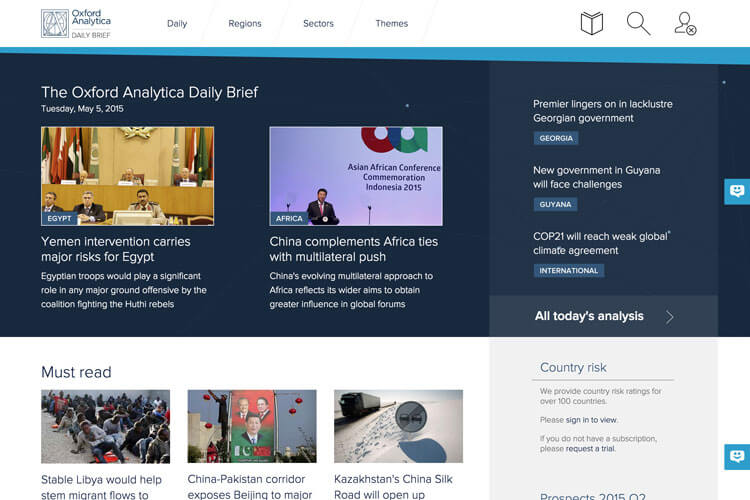 Oxford
Analytica
DAILY BRIEF
Daily
Regions
Sectors
Themes
The Oxford Analytica Daily Brief
Tuesday, May 5, 2015
EGYPT
Yemen intervention carries
major risks for Egypt
Egyptian troops would play a significant
role in any major ground offensive by the
coalition fighting the Huthi rebels
Asian African Conference
Commemoration
Indonesia 2015
AFRICA
China complements Africa ties
with multilateral push
China's evolving multilateral approach to
Africa reflects its wider aims to obtain
greater influence in global forums
Premier lingers on in lacklustre
Georgian government
GEORGIA
New government in Guyana
will face challenges
GUYANA
COP21 will reach weak global
climate agreement
INTERNATIONAL
All today's analysis
Must read
Stable Libya would help
stem migrant flows to
China-Pakistan corridor
exposes Beijing to major
Kazakhstan's China Silk
Road will open up
Country risk
We provide country risk ratings for
over 100 countries.
Please sign in to view.
If you do not have a subscription,
please request a trial.
Prospects 2015 Q2